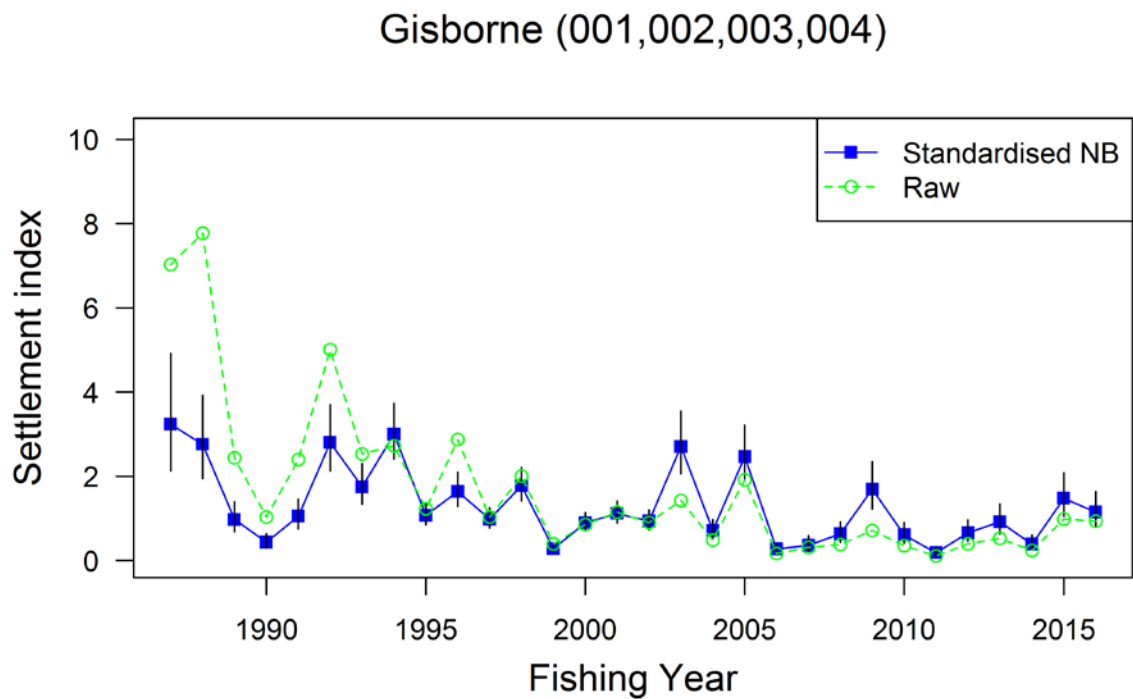 Gisborne (001,002,003,004)
Standardised NB
Raw
Settlement index
10
8
6
4
2
0
1990 1995 2000 2005 2010 2015
Fishing Year